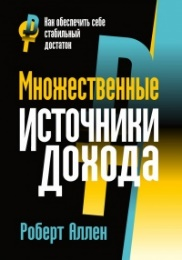 Как обеспечить себе
стабильный
достаток
Множественные
источники
дохода
Роберт Аллен